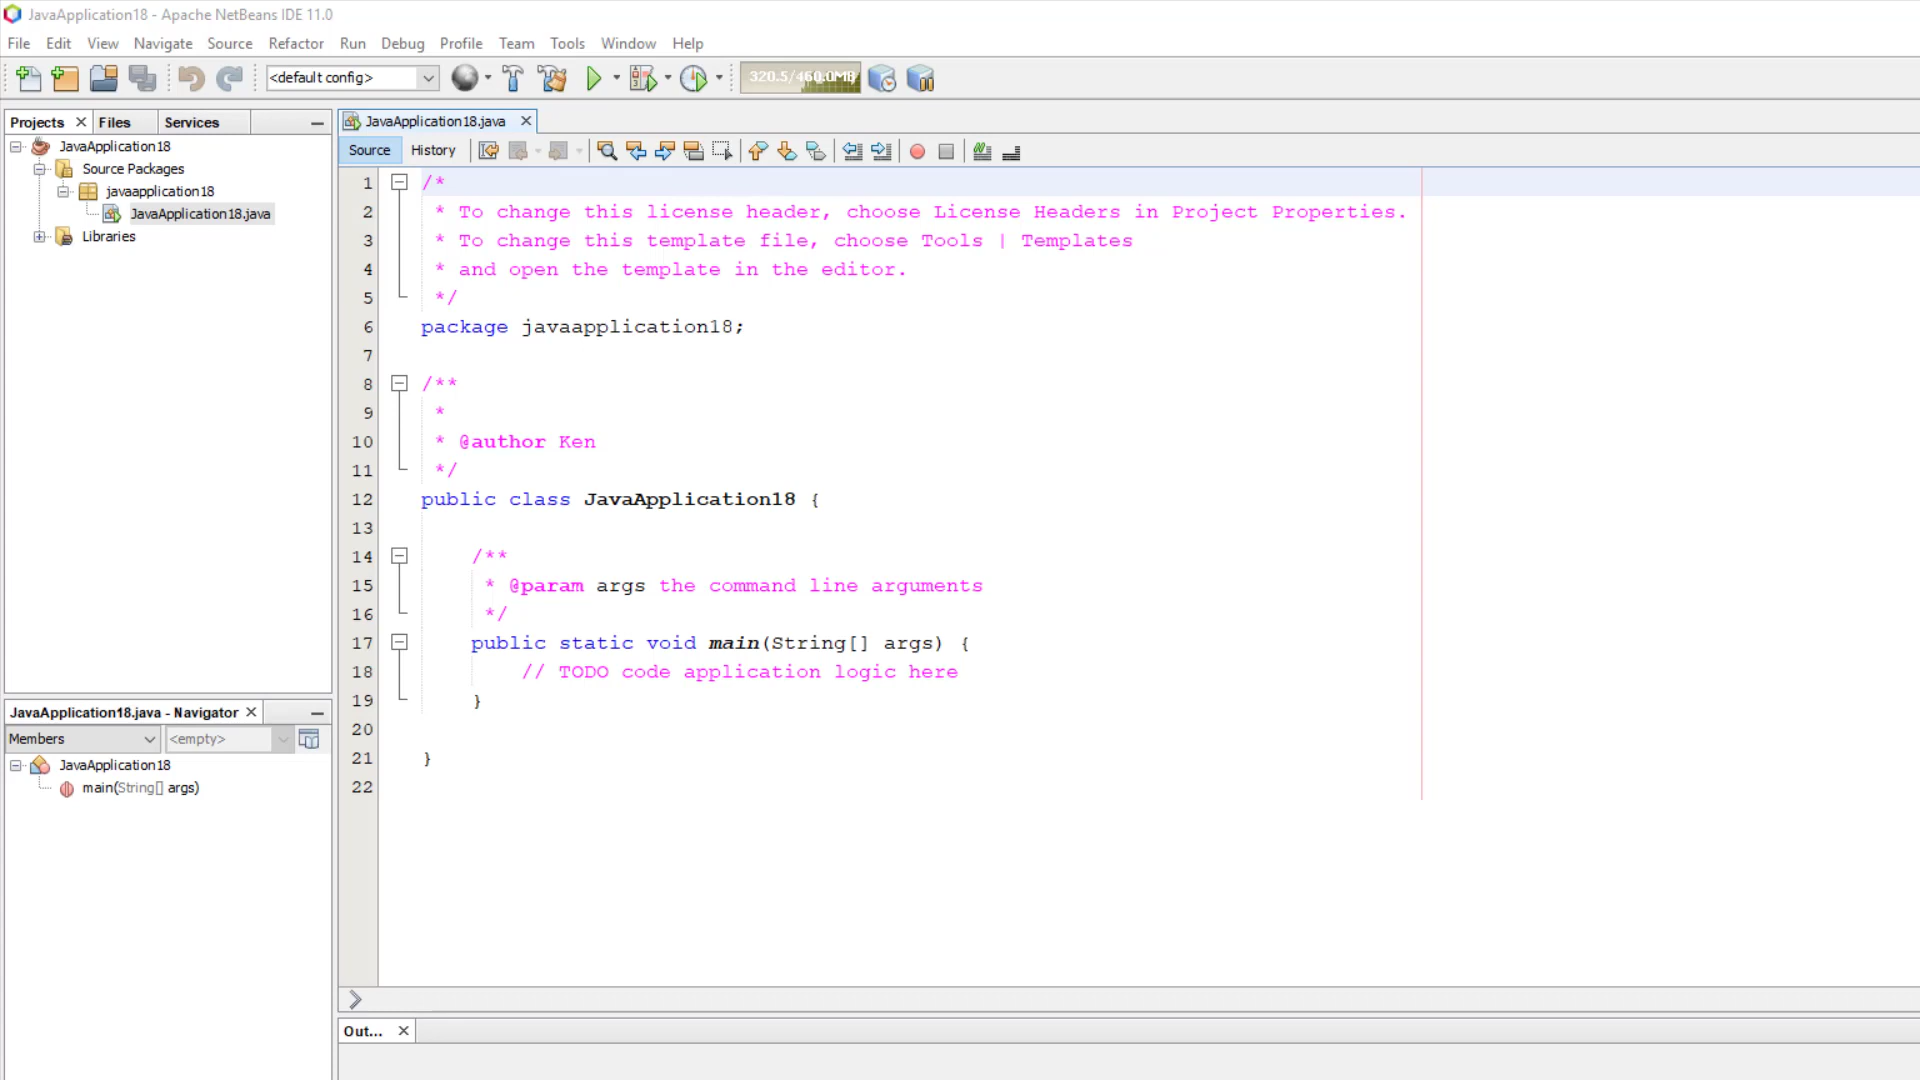 JavaApplication18 - Apache NetBeans IDE 11.0
File Edit View Navigate Source Refactor Run Debug Profile Team Tools Window Help
<default config>
320.5/460.0MB
Projects Files Services
JavaApplication18
Source Packages
javaapplication18
JavaApplication18.java
Libraries
JavaApplication18.java - Navigator
Members <empty>
JavaApplication18
main(String[] args)
JavaApplication18.java
Source History
1 /*
2 * To change this license header, choose License Headers in Project Properties.
3 * To change this template file, choose Tools | Templates
4 * and open the template in the editor.
5 */
6 package javaapplication18;
7
8 /**
9 *
10 * @author Ken
11 */
12 public class JavaApplication18 {
13
14 /**
15 * @param args the command line arguments
16 */
17 public static void main(String[] args) {
18 // TODO code application logic here
19 }
20
21 }
22
Out...